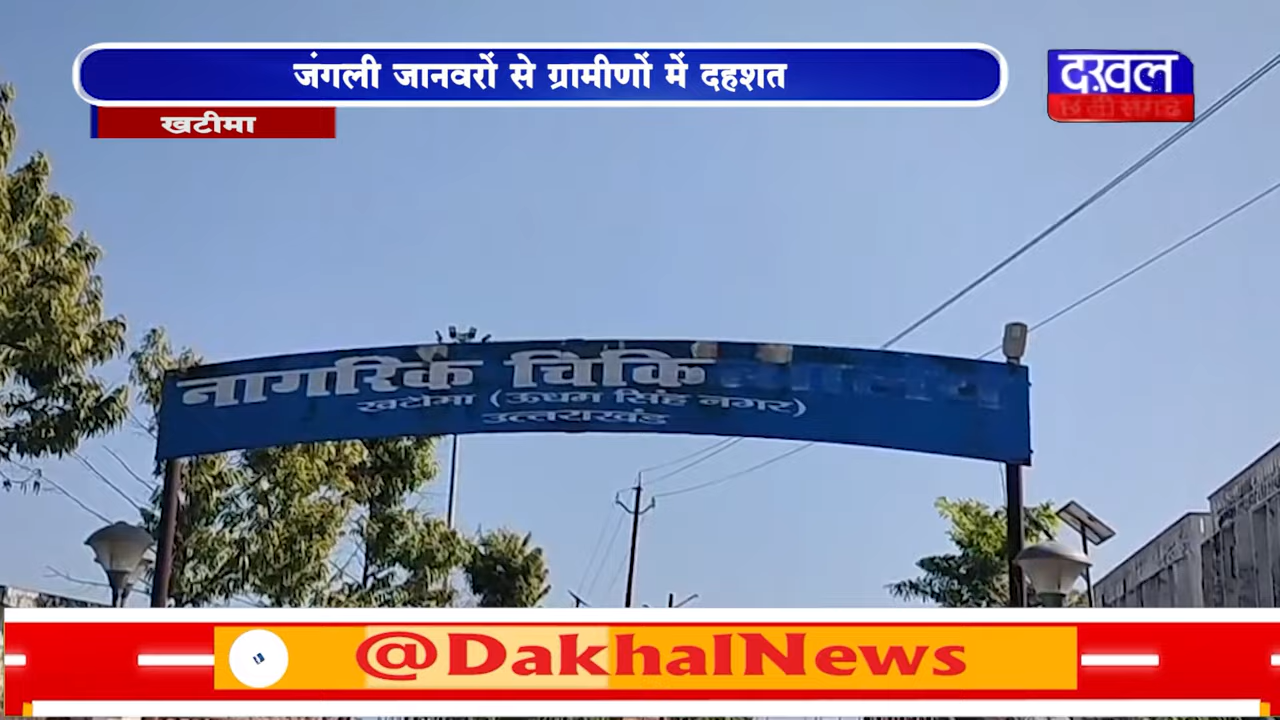 जंगली जानवरों से ग्रामीणों में दहशत
दख़ल
खटीमा
नागरिक
खटीमा (ऊधम सिंह नगर)
उत्तराखंड
@DakhalNews